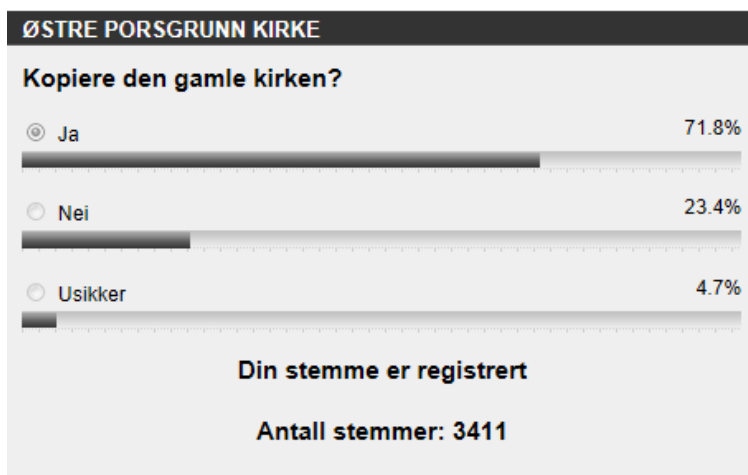 ØSTRE PORSGRUNN KIRKE
Kopiere den gamle kirken?
Ja 71.8%
Nei 23.4%
Usikker 4.7%
Din stemme er registrert
Antall stemmer: 3411